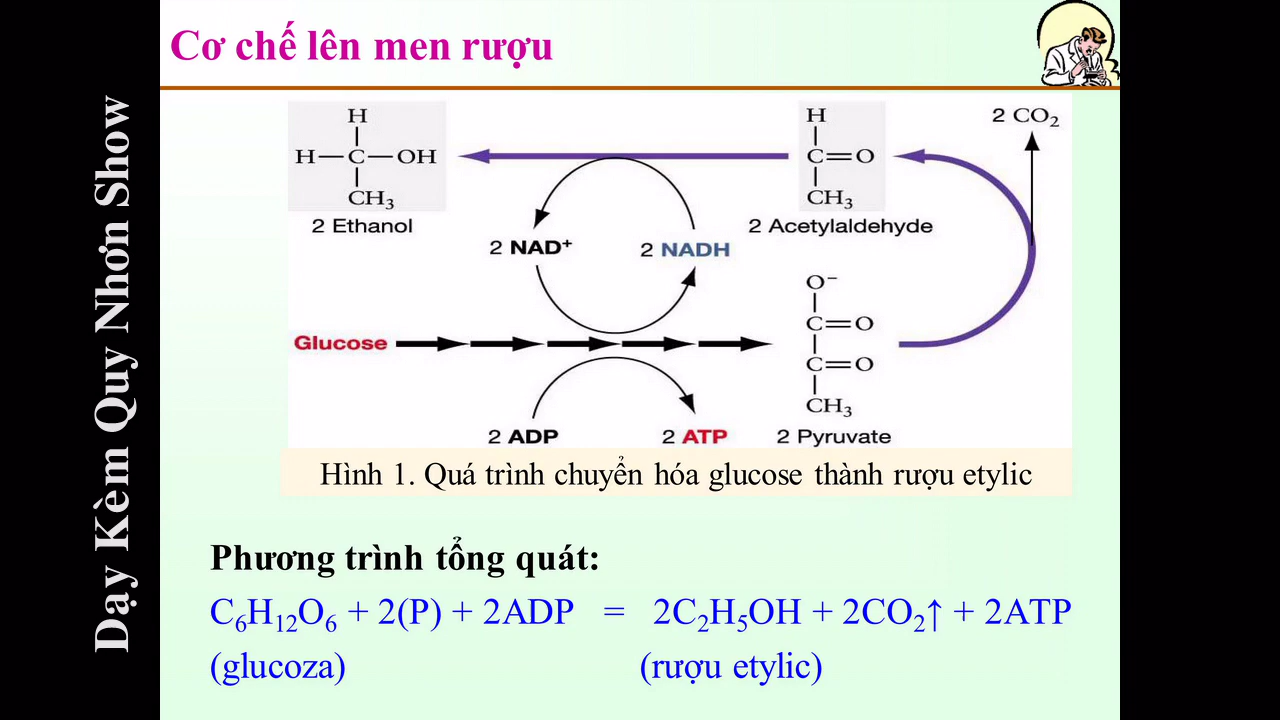 Cơ chế lên men rượu
Dạy Kèm Quy Nhơn Show
H
H—C—OH
CH₃
2 Ethanol
H
C=O
CH₃
2 Acetylaldehyde
2 CO₂
2 NAD⁺
2 NADH
O⁻
C=O
C=O
CH₃
Glucose
2 ADP
2 ATP
2 Pyruvate
Hình 1. Quá trình chuyển hóa glucose thành rượu etylic
Phương trình tổng quát:
C₆H₁₂O₆ + 2(P) + 2ADP = 2C₂H₅OH + 2CO₂↑ + 2ATP
(glucoza) (rượu etylic)